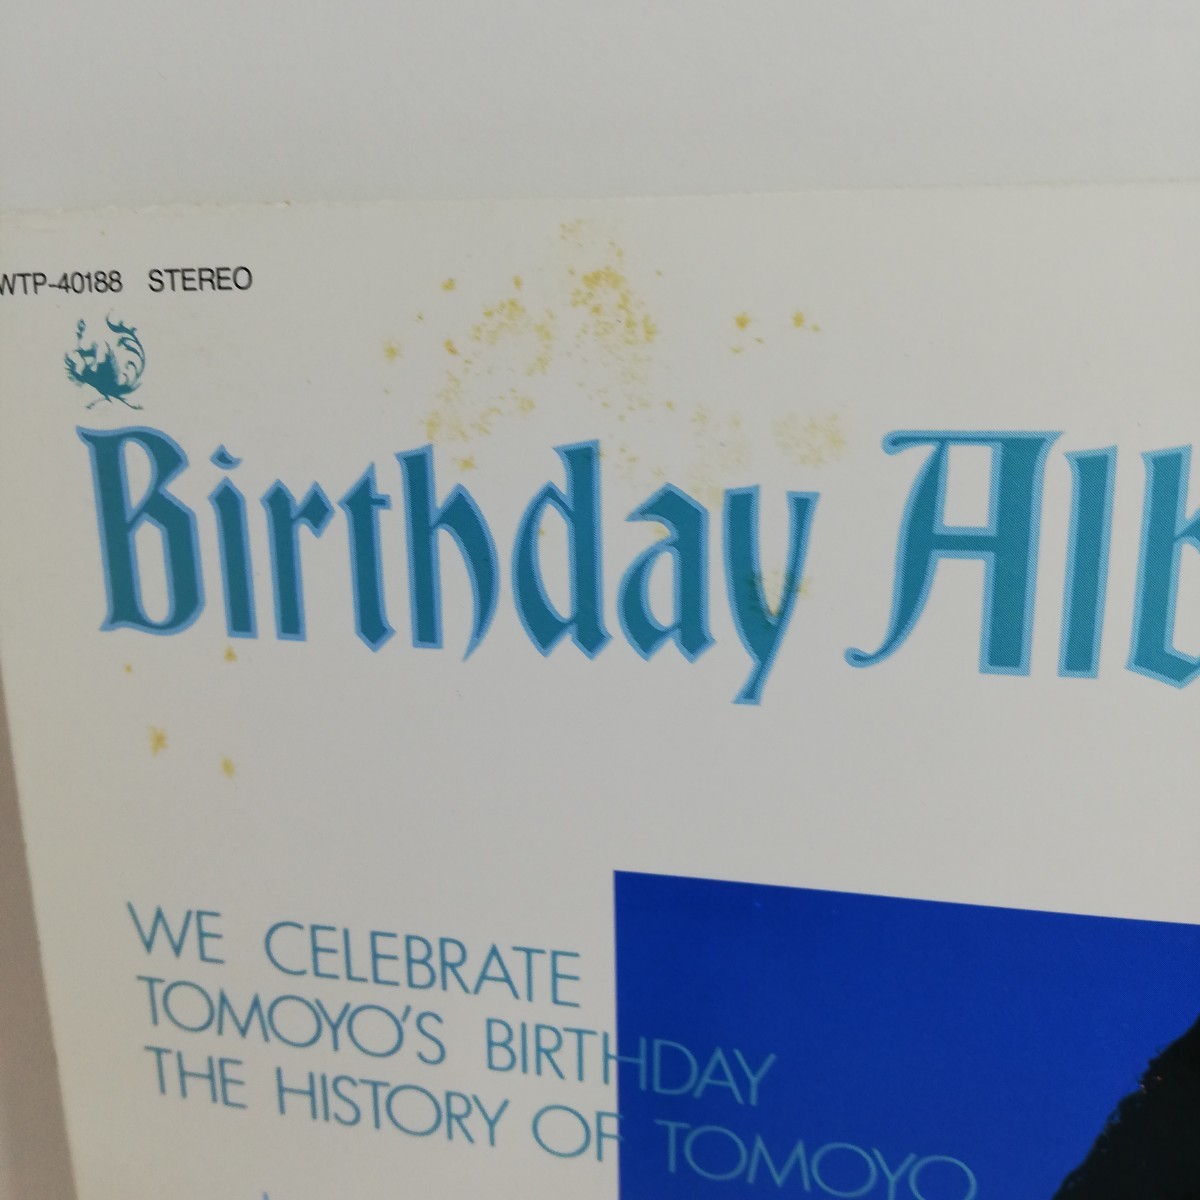 WTP-40188 STEREO
Birthday Alb
WE CELEBRATE
TOMOYO'S BIRTHDAY
THE HISTORY OF TOMOYO